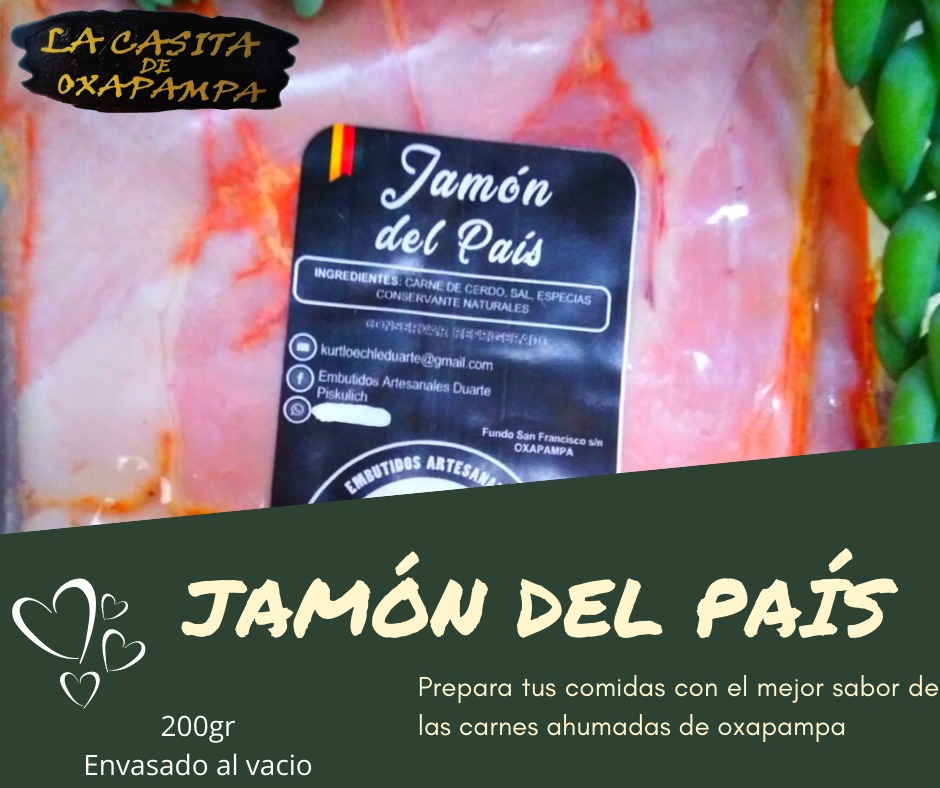 LA CASITA
DE
OXAPAMPA
Jamón
del País
INGREDIENTES: CARNE DE CERDO, SAL, ESPECIAS
CONSERVANTE NATURALES
CONSERVAR REFRIGERADO
kurtloechleduarte@gmail.com
Embutidos Artesanales Duarte
Piskulich
Fundo San Francisco s/n
OXAPAMPA
EMBUTIDOS
JAMÓN DEL PAÍS
Prepara tus comidas con el mejor sabor de
las carnes ahumadas de oxapampa
200gr
Envasado al vacio